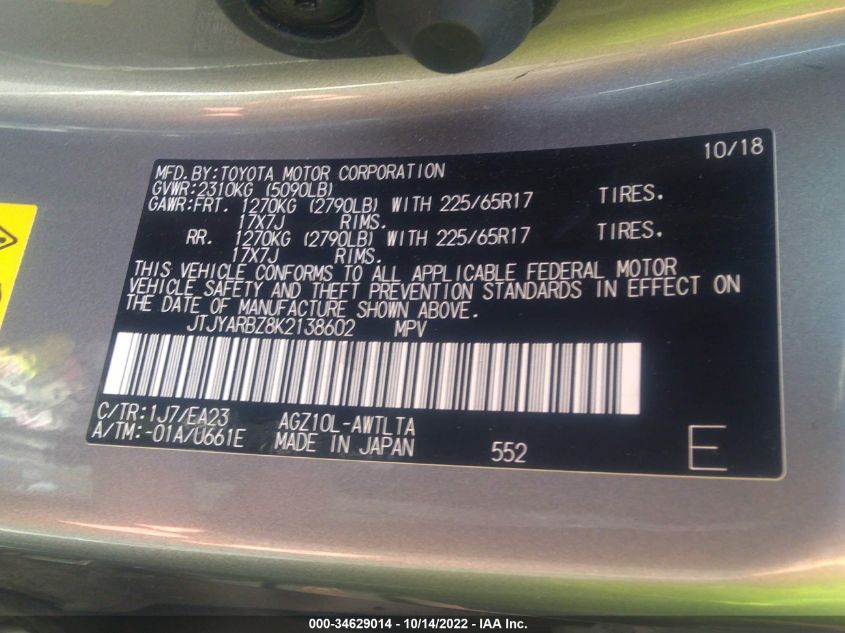 10/18
MFD.BY:TOYOTA MOTOR CORPORATION
GVWR:2310KG (5090LB)
GAWR:FRT. 1270KG (2790LB) WITH 225/65R17 TIRES.
17X7J RIMS.
RR. 1270KG (2790LB) WITH 225/65R17 TIRES.
17X7J RIMS.
THIS VEHICLE CONFORMS TO ALL APPLICABLE FEDERAL MOTOR
VEHICLE SAFETY AND THEFT PREVENTION STANDARDS IN EFFECT ON
THE DATE OF MANUFACTURE SHOWN ABOVE.
JTJYARBZ8K2138602 MPV
C/TR:1J7/EA23 AGZ10L-AWTLTA
A/TM:-01A/U661E MADE IN JAPAN 552 E
000-34629014 - 10/14/2022 - IAA Inc.